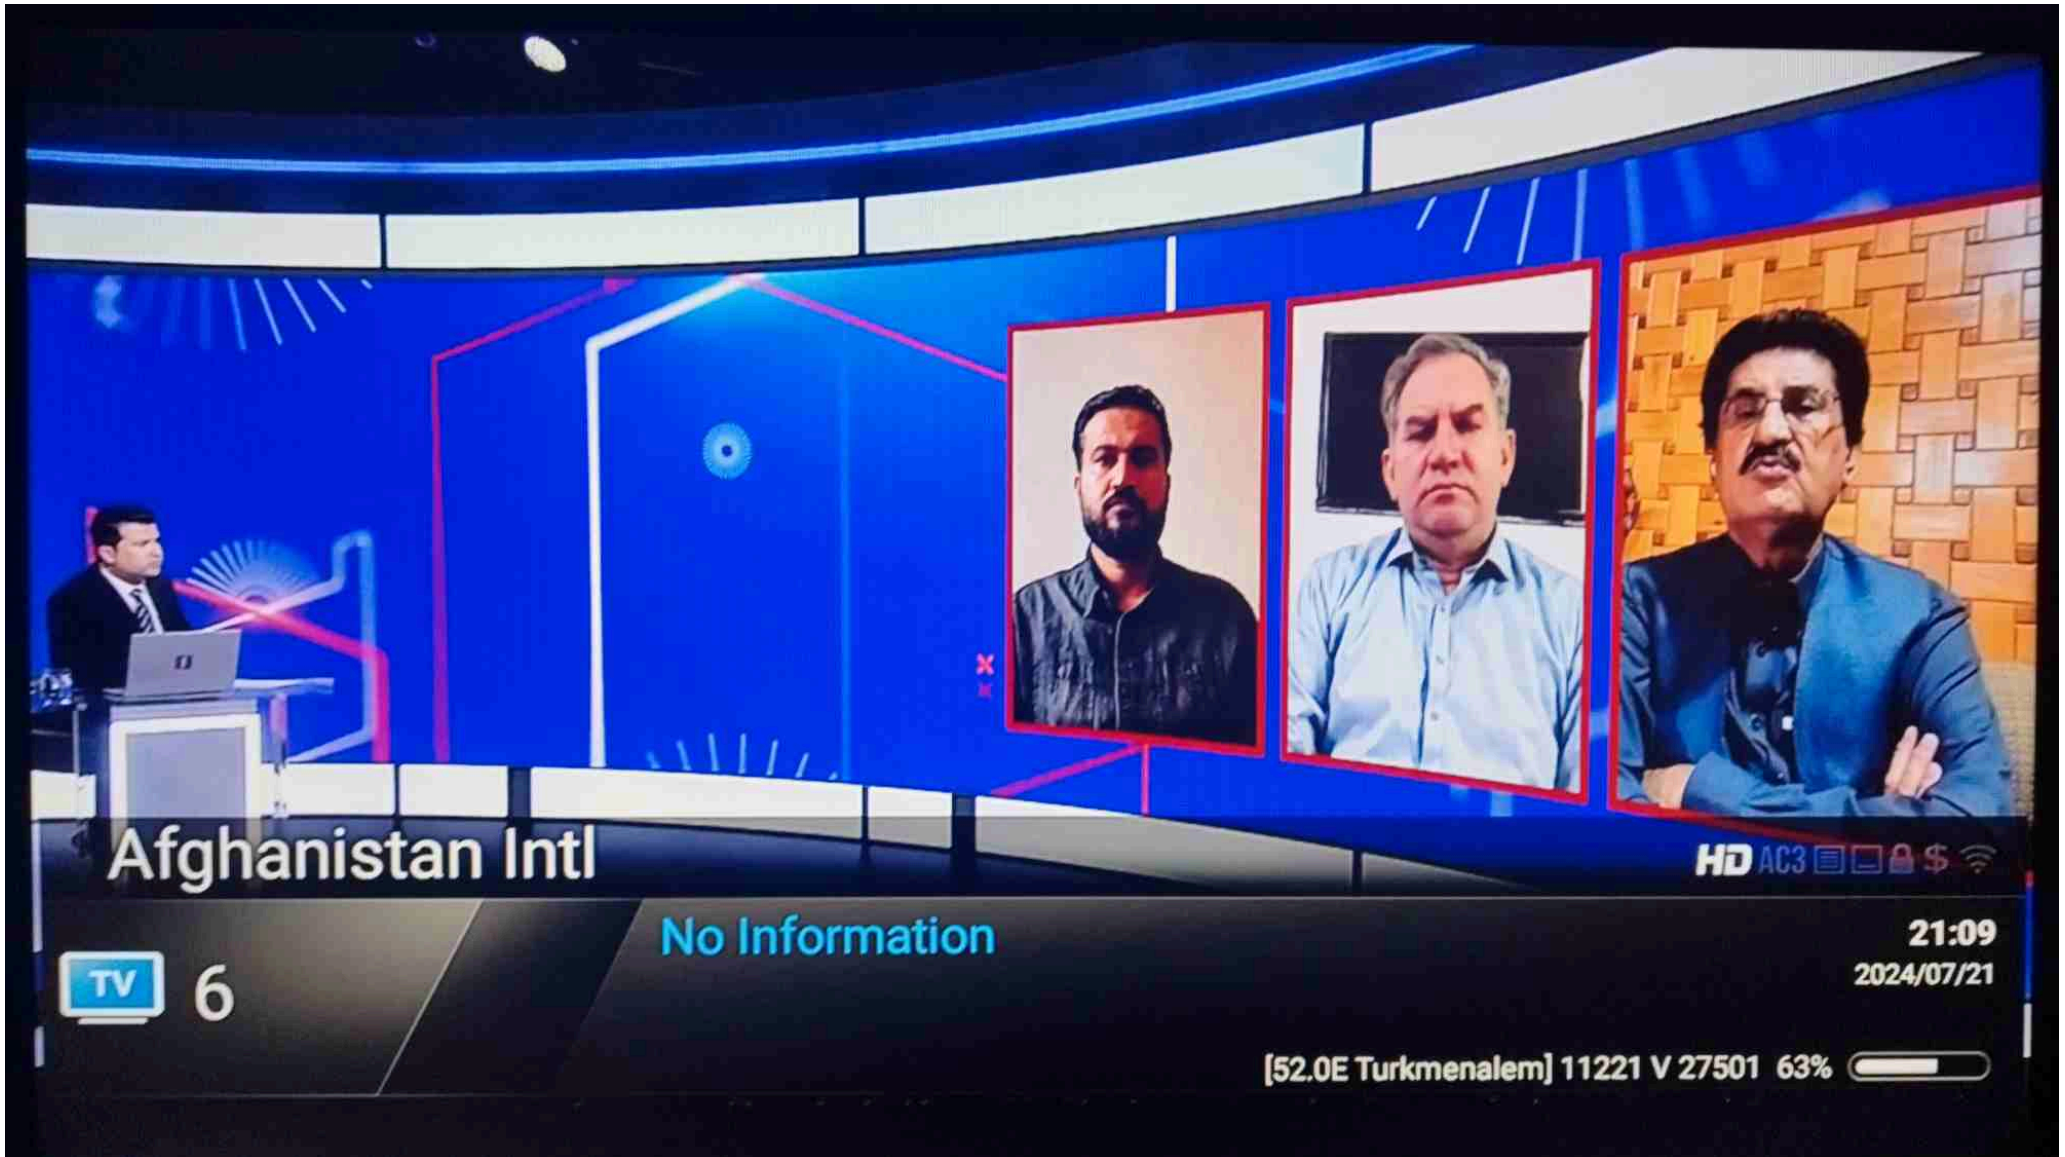 Afghanistan Intl
HD AC3 $
TV 6
No Information
21:09
2024/07/21
[52.0E Turkmenalem] 11221 V 27501 63%